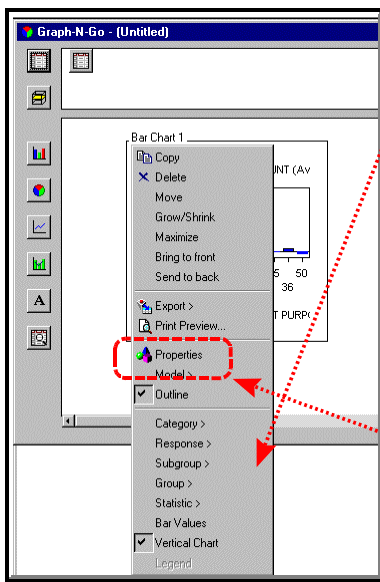 Graph-N-Go - (Untitled)
Bar Chart 1
Copy
JNT (Av
Delete
Move
Grow/Shrink
Maximize
Bring to front
Send to back
5 50
36
Export >
Print Preview...
T PURP
Properties
Model >
Outline
A
Category >
Response >
Subgroup >
Group >
Statistic >
Bar Values
Vertical Chart
Legend